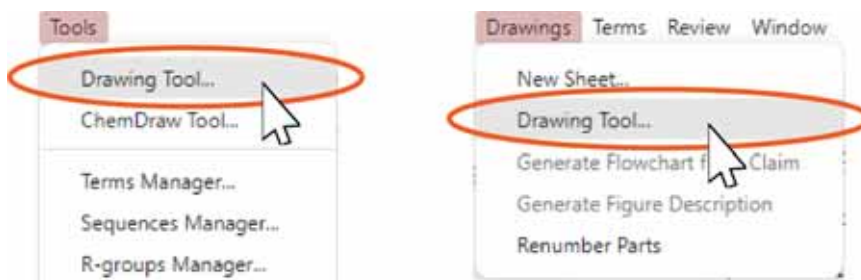 Tools
Drawing Tool...
ChemDraw Tool...
Terms Manager...
Sequences Manager...
R-groups Manager...
Drawings Terms Review Window
New Sheet...
Drawing Tool...
Generate Flowchart f Claim
Generate Figure Description
Renumber Parts